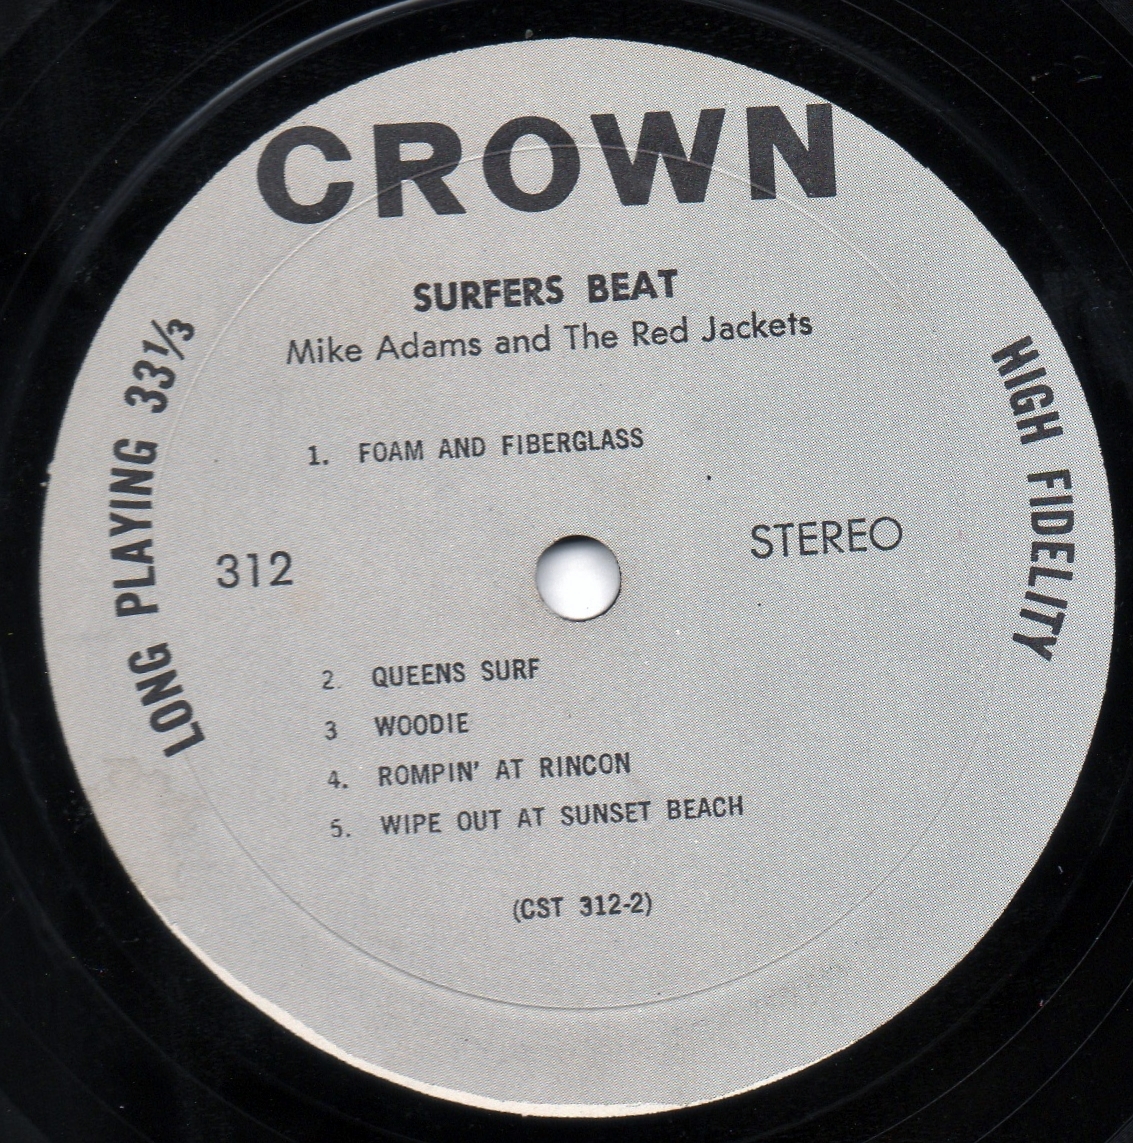 CROWN
SURFERS BEAT
Mike Adams and The Red Jackets
LONG PLAYING 33⅓
HIGH FIDELITY
1. FOAM AND FIBERGLASS
312
STEREO
2. QUEENS SURF
3 WOODIE
4. ROMPIN' AT RINCON
5. WIPE OUT AT SUNSET BEACH
(CST 312-2)